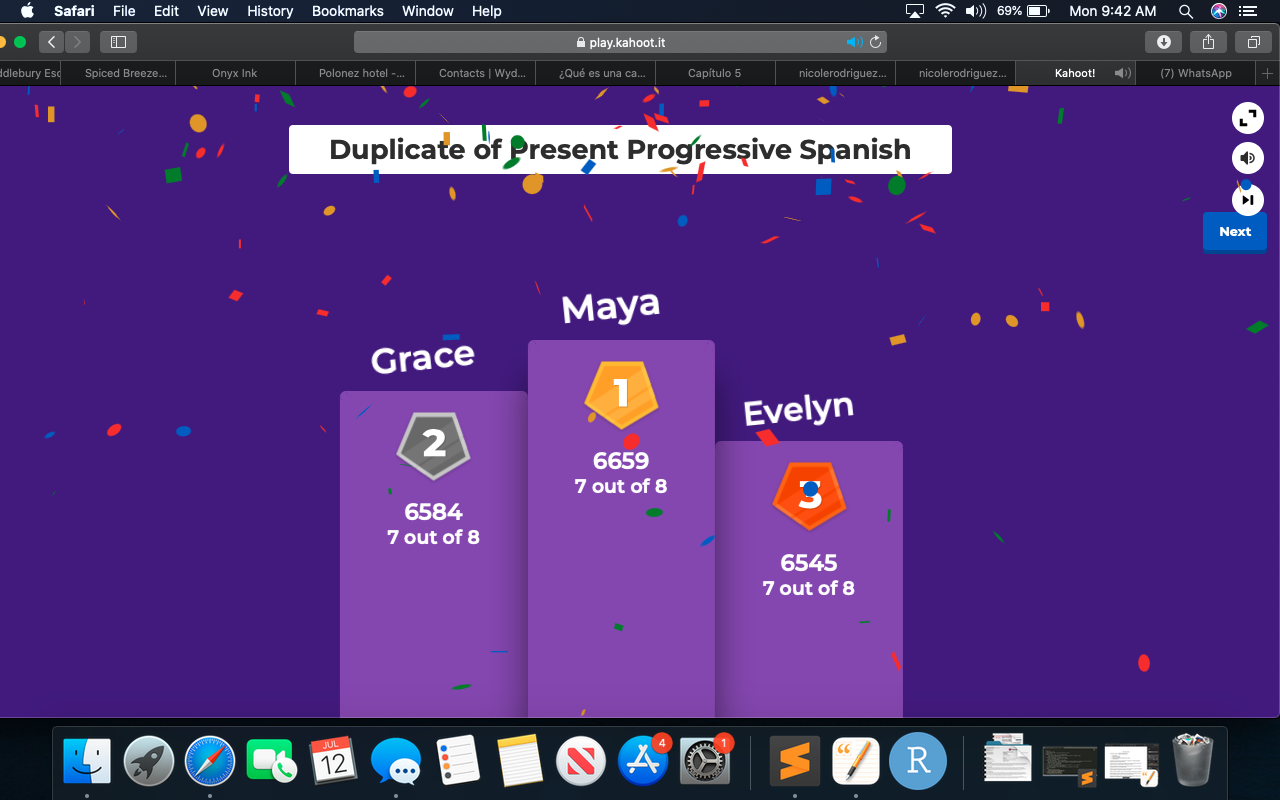 Safari File Edit View History Bookmarks Window Help 69% Mon 9:42 AM
play.kahoot.it
ddlebury Esc Spiced Breeze... Onyx Ink Polonez hotel -... Contacts | Wyd... ¿Qué es una ca... Capítulo 5 nicolerodriguez... nicolerodriguez... Kahoot! (7) WhatsApp
Duplicate of Present Progressive Spanish
Next
Maya
Grace
Evelyn
1
6659
7 out of 8
2
6584
7 out of 8
3
6545
7 out of 8
JUL
12
4
1
R